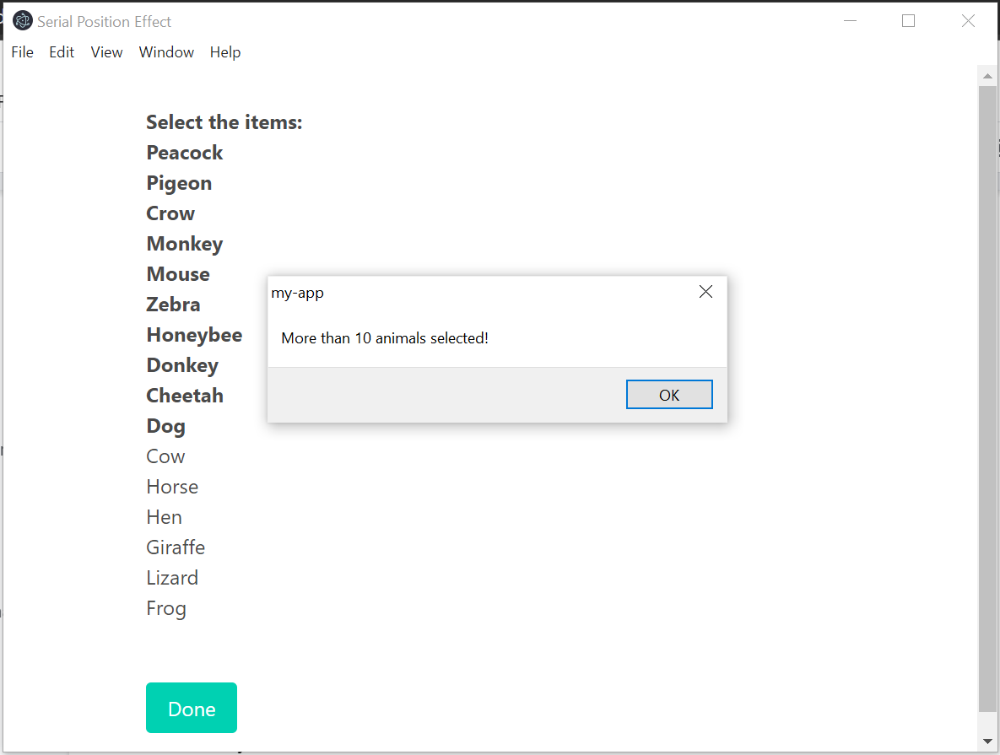 Serial Position Effect
File Edit View Window Help
Select the items:
Peacock
Pigeon
Crow
Monkey
Mouse
Zebra
Honeybee
Donkey
Cheetah
Dog
Cow
Horse
Hen
Giraffe
Lizard
Frog
my-app
More than 10 animals selected!
OK
Done